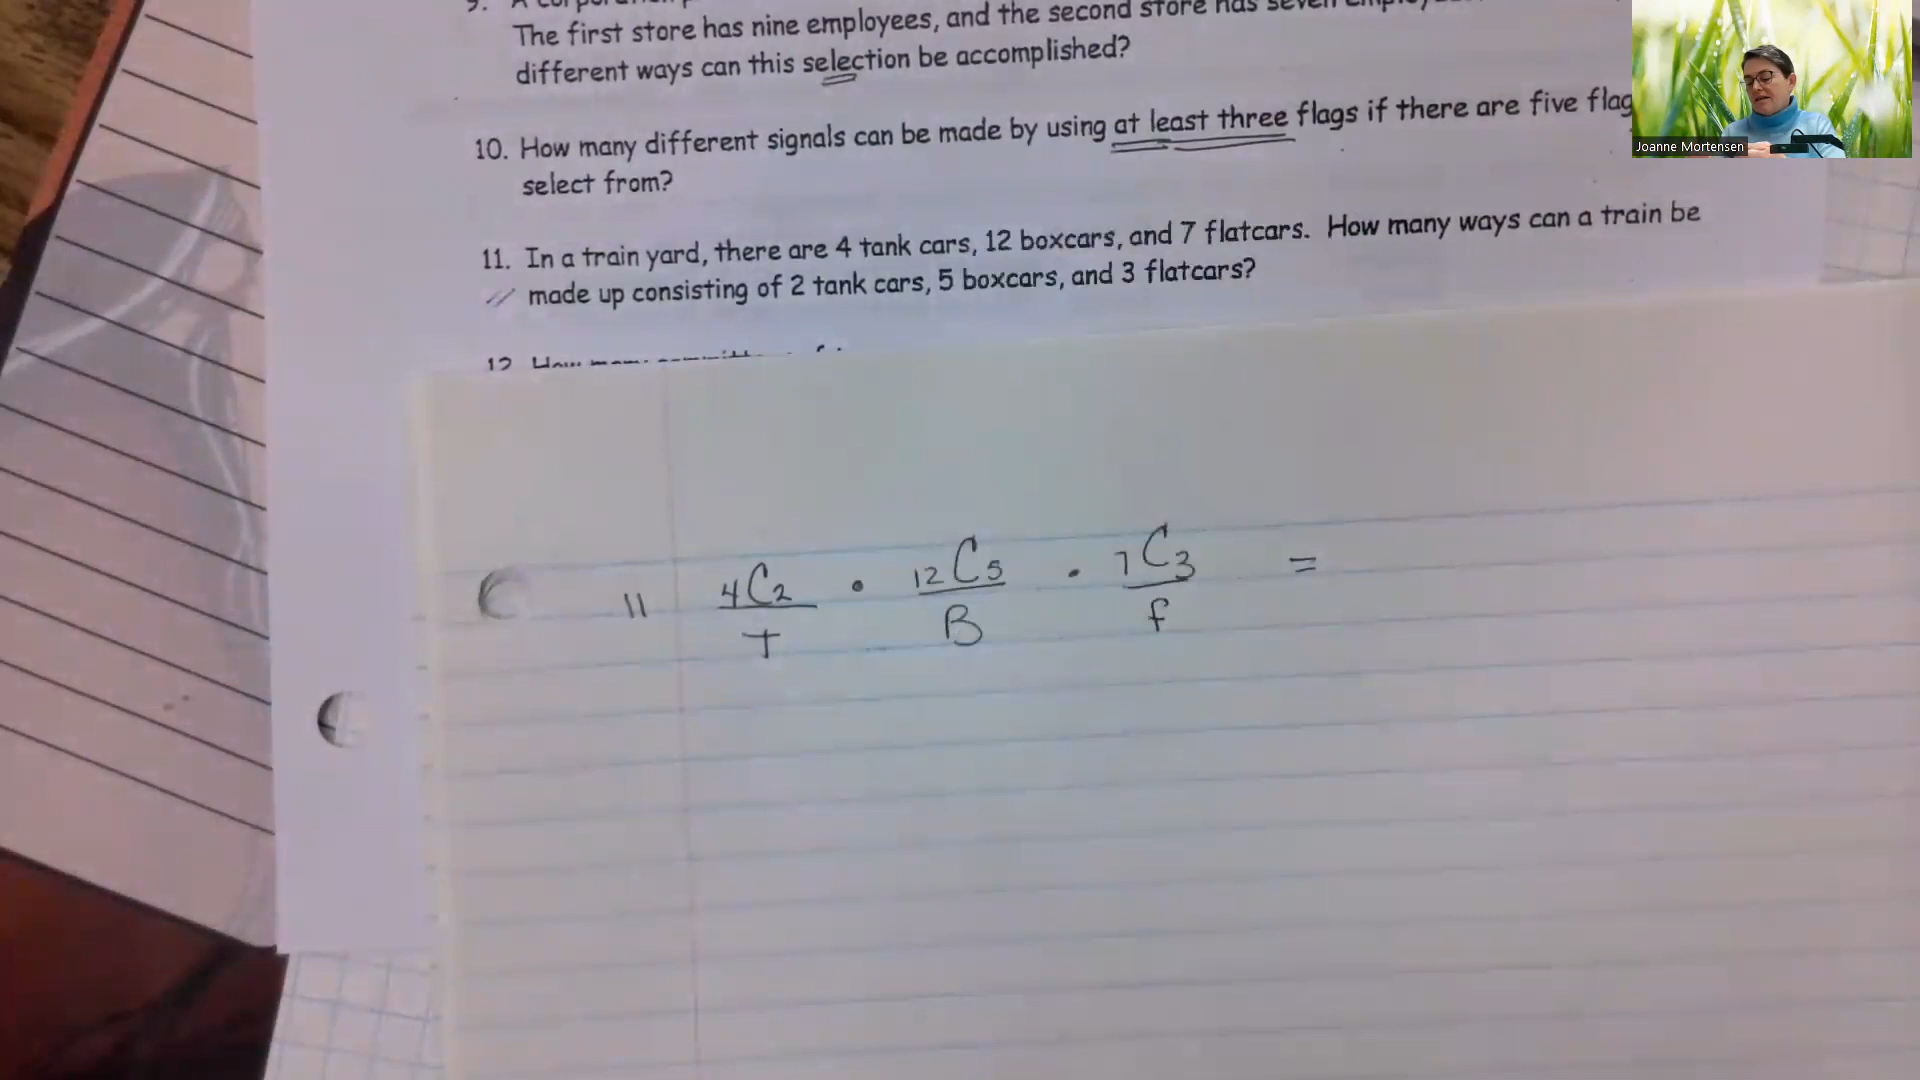 The first store has nine employees, and the second store has seven
different ways can this selection be accomplished?
10. How many different signals can be made by using at least three flags if there are five
select from?
Joanne Mortensen
11. In a train yard, there are 4 tank cars, 12 boxcars, and 7 flatcars. How many ways can a train be
made up consisting of 2 tank cars, 5 boxcars, and 3 flatcars?
11 4C2 • 12C5 • 7C3 =
T B f